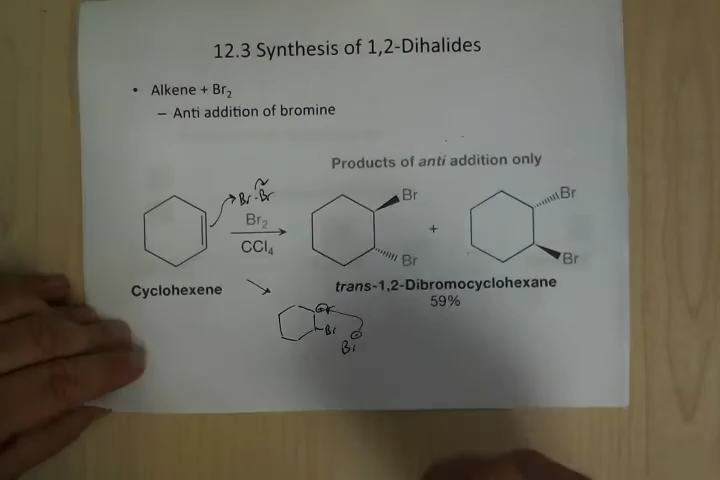 12.3 Synthesis of 1,2-Dihalides
• Alkene + Br₂
– Anti addition of bromine
Products of anti addition only
Br-Br
Br₂
CCl₄
Br
Br
+
Br
Br
Cyclohexene
trans-1,2-Dibromocyclohexane
59%
+
Br
-
Br